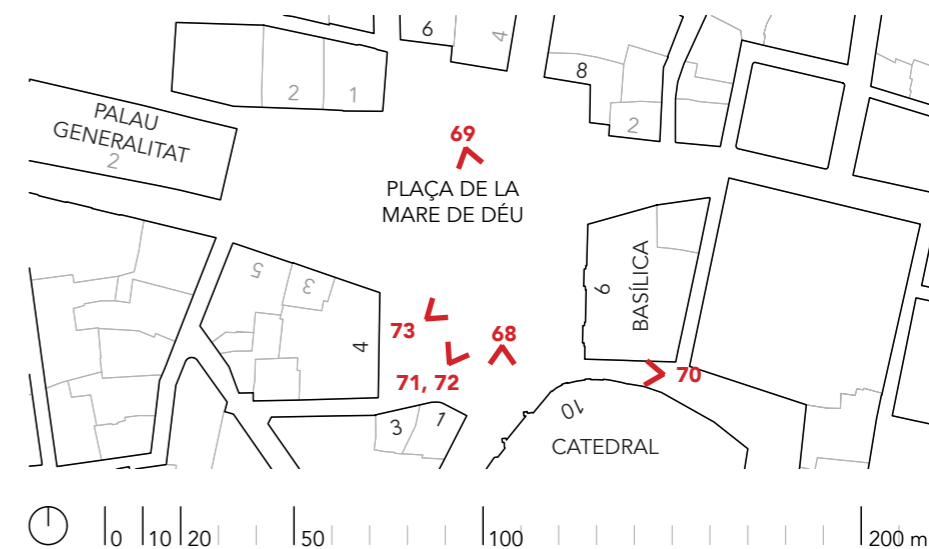 6
4
2
1
8
2
PALAU
GENERALITAT
2
69
PLAÇA DE LA
MARE DE DÉU
5
3
6
BASÍLICA
4
73
68
71, 72
70
3
1
10
CATEDRAL
0 10 20 50 100 200 m